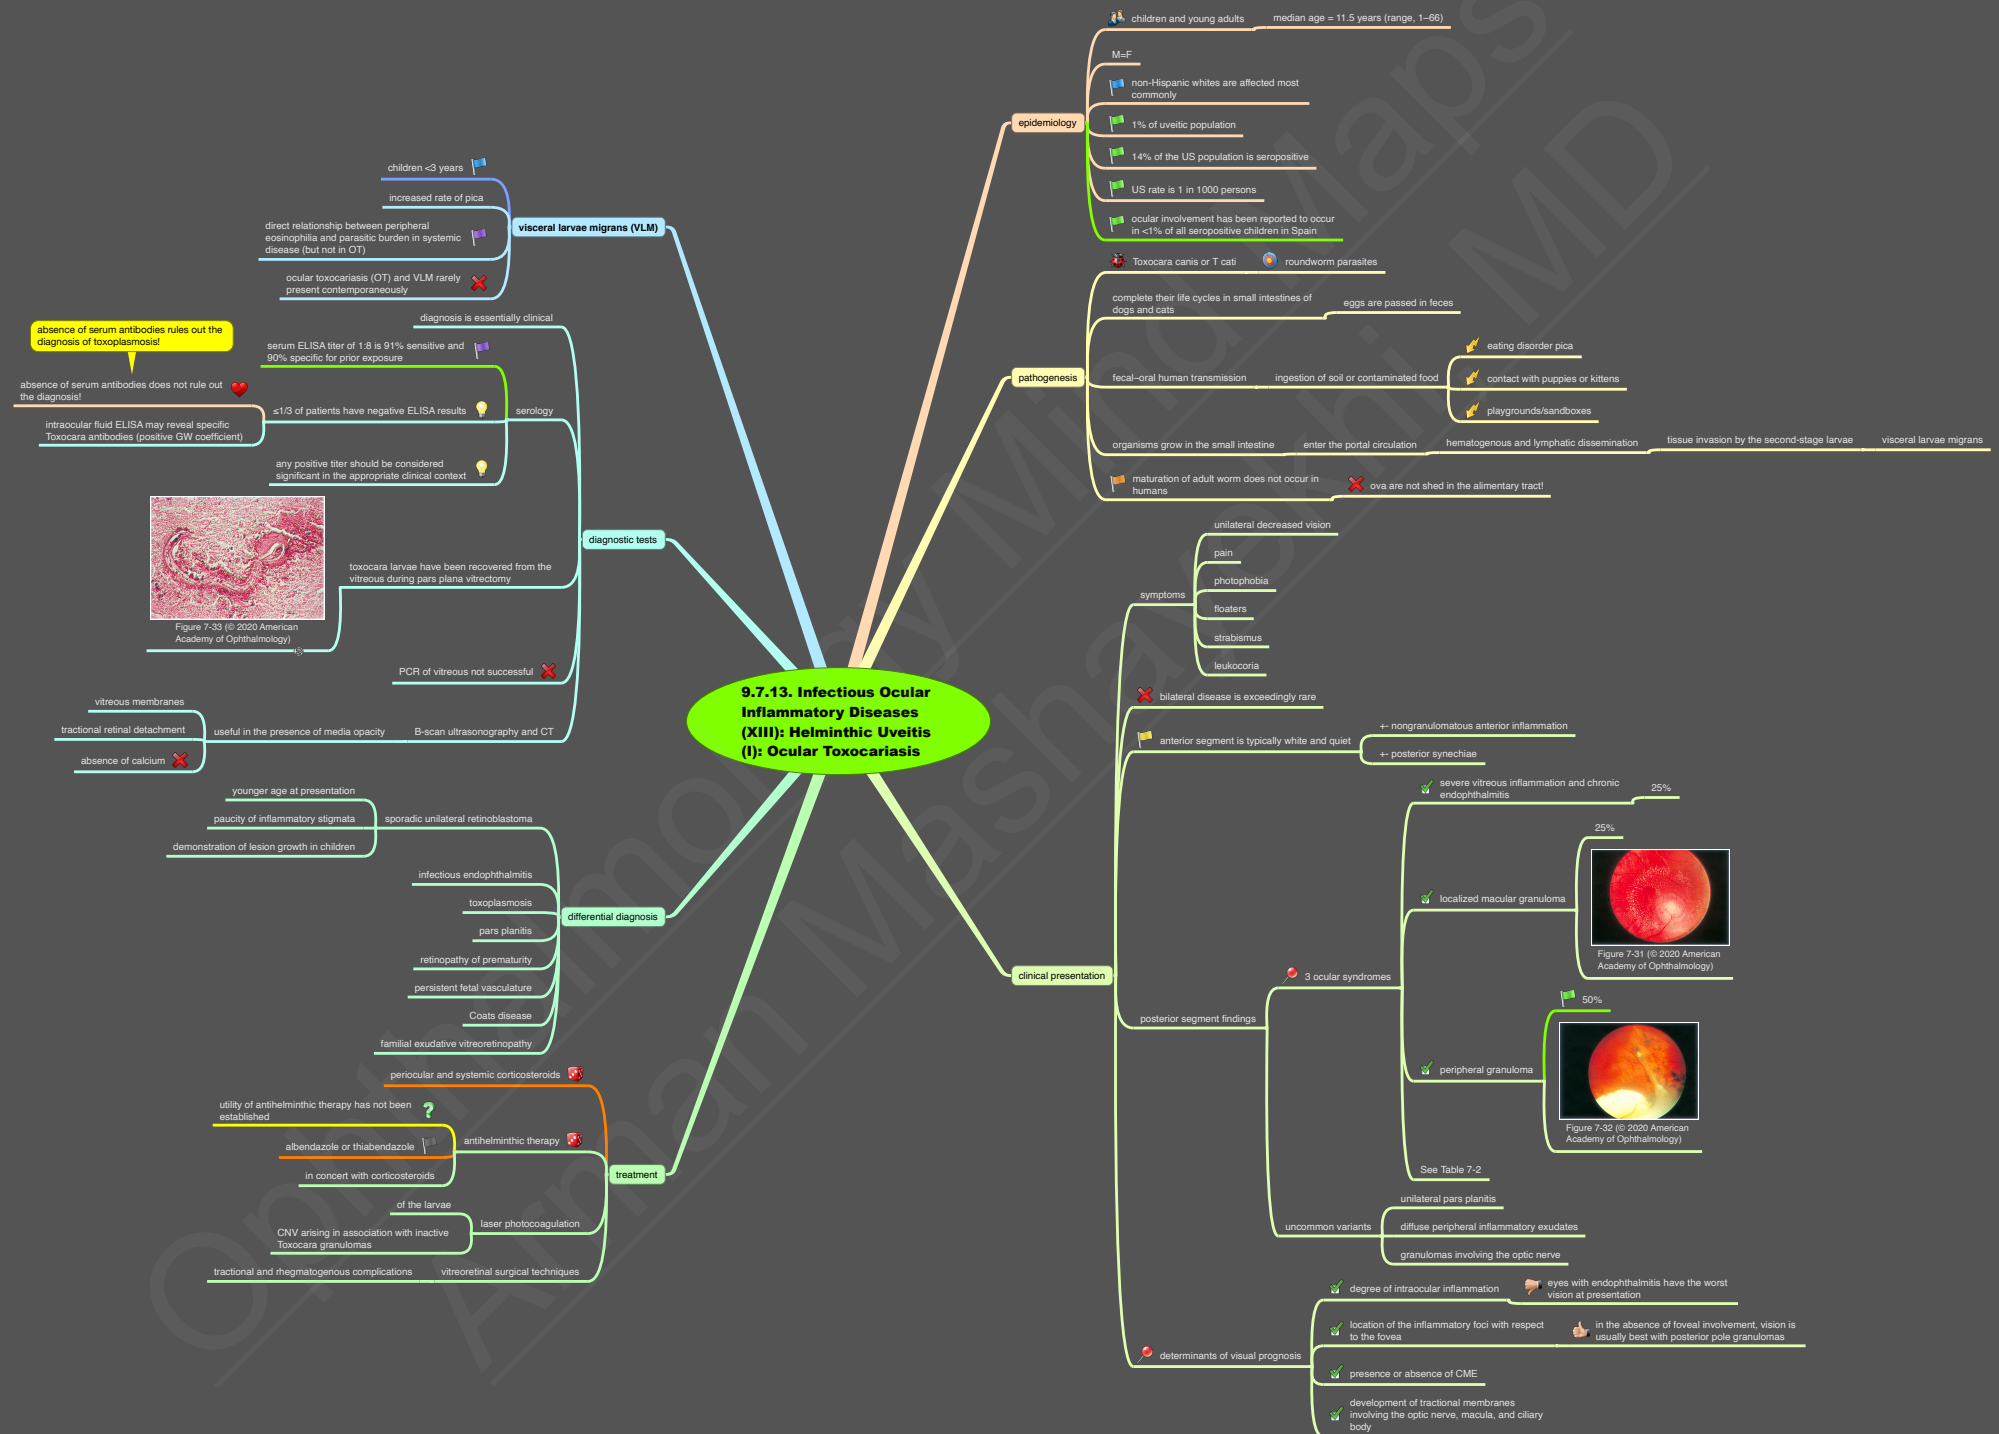 9.7.13. Infectious Ocular
Inflammatory Diseases
(XIII): Helminthic Uveitis
(I): Ocular Toxocariasis
epidemiology
children and young adults
median age = 11.5 years (range, 1–66)
M=F
non-Hispanic whites are affected most
commonly
1% of uveitic population
14% of the US population is seropositive
US rate is 1 in 1000 persons
ocular involvement has been reported to occur
in <1% of all seropositive children in Spain
pathogenesis
Toxocara canis or T cati
roundworm parasites
complete their life cycles in small intestines of
dogs and cats
eggs are passed in feces
fecal–oral human transmission
ingestion of soil or contaminated food
eating disorder pica
contact with puppies or kittens
playgrounds/sandboxes
organisms grow in the small intestine
enter the portal circulation
hematogenous and lymphatic dissemination
tissue invasion by the second-stage larvae
visceral larvae migrans
maturation of adult worm does not occur in
humans
ova are not shed in the alimentary tract!
clinical presentation
symptoms
unilateral decreased vision
pain
photophobia
floaters
strabismus
leukocoria
bilateral disease is exceedingly rare
anterior segment is typically white and quiet
+- nongranulomatous anterior inflammation
+- posterior synechiae
posterior segment findings
3 ocular syndromes
severe vitreous inflammation and chronic
endophthalmitis
25%
localized macular granuloma
25%
Figure 7-31 (© 2020 American
Academy of Ophthalmology)
peripheral granuloma
50%
Figure 7-32 (© 2020 American
Academy of Ophthalmology)
See Table 7-2
uncommon variants
unilateral pars planitis
diffuse peripheral inflammatory exudates
granulomas involving the optic nerve
determinants of visual prognosis
degree of intraocular inflammation
eyes with endophthalmitis have the worst
vision at presentation
location of the inflammatory foci with respect
to the fovea
in the absence of foveal involvement, vision is
usually best with posterior pole granulomas
presence or absence of CME
development of tractional membranes
involving the optic nerve, macula, and ciliary
body
visceral larvae migrans (VLM)
children <3 years
increased rate of pica
direct relationship between peripheral
eosinophilia and parasitic burden in systemic
disease (but not in OT)
ocular toxocariasis (OT) and VLM rarely
present contemporaneously
diagnostic tests
diagnosis is essentially clinical
serology
serum ELISA titer of 1:8 is 91% sensitive and
90% specific for prior exposure
≤1/3 of patients have negative ELISA results
absence of serum antibodies rules out the
diagnosis of toxoplasmosis!
absence of serum antibodies does not rule out
the diagnosis!
intraocular fluid ELISA may reveal specific
Toxocara antibodies (positive GW coefficient)
any positive titer should be considered
significant in the appropriate clinical context
toxocara larvae have been recovered from the
vitreous during pars plana vitrectomy
Figure 7-33 (© 2020 American
Academy of Ophthalmology)
PCR of vitreous not successful
B-scan ultrasonography and CT
useful in the presence of media opacity
vitreous membranes
tractional retinal detachment
absence of calcium
differential diagnosis
sporadic unilateral retinoblastoma
younger age at presentation
paucity of inflammatory stigmata
demonstration of lesion growth in children
infectious endophthalmitis
toxoplasmosis
pars planitis
retinopathy of prematurity
persistent fetal vasculature
Coats disease
familial exudative vitreoretinopathy
treatment
periocular and systemic corticosteroids
antihelminthic therapy
utility of antihelminthic therapy has not been
established
albendazole or thiabendazole
in concert with corticosteroids
laser photocoagulation
of the larvae
CNV arising in association with inactive
Toxocara granulomas
vitreoretinal surgical techniques
tractional and rhegmatogenous complications
Ophthalmology Mind Maps
Arman Mashayekhi MD